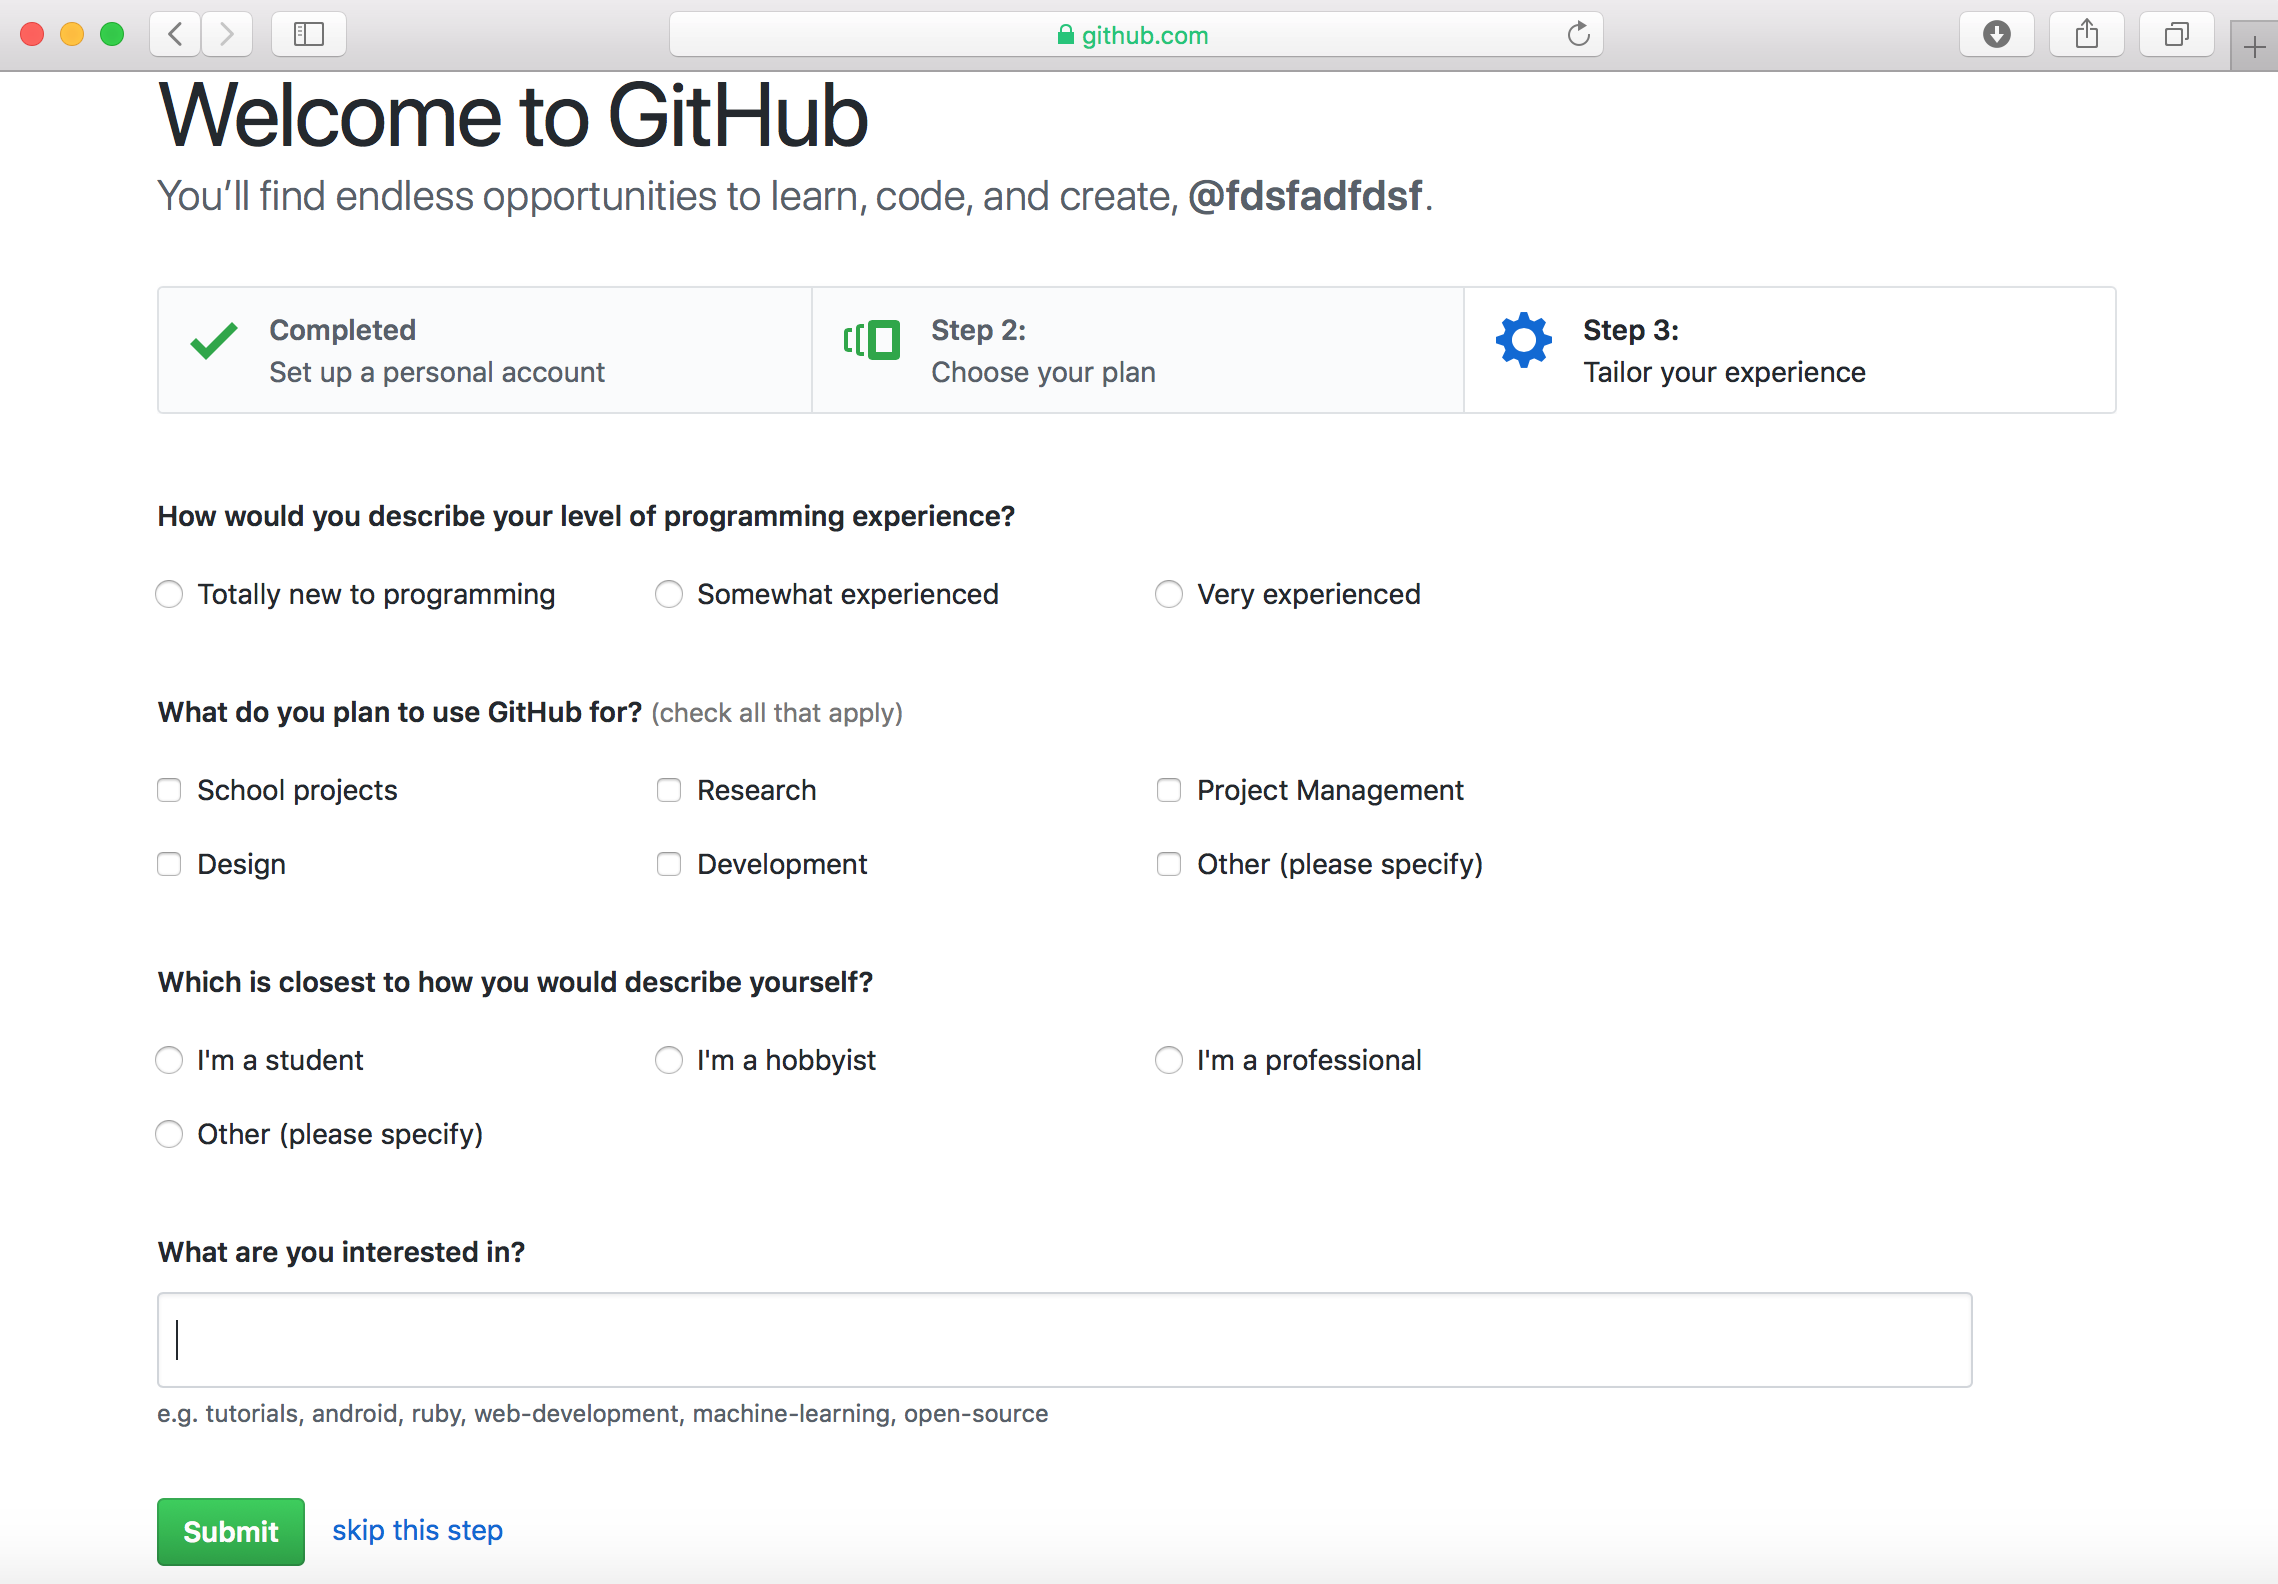 github.com
Welcome to GitHub
You’ll find endless opportunities to learn, code, and create, @fdsfadfdsf.
Completed
Set up a personal account
Step 2:
Choose your plan
Step 3:
Tailor your experience
How would you describe your level of programming experience?
Totally new to programming
Somewhat experienced
Very experienced
What do you plan to use GitHub for? (check all that apply)
School projects
Research
Project Management
Design
Development
Other (please specify)
Which is closest to how you would describe yourself?
I'm a student
I'm a hobbyist
I'm a professional
Other (please specify)
What are you interested in?
e.g. tutorials, android, ruby, web-development, machine-learning, open-source
Submit
skip this step